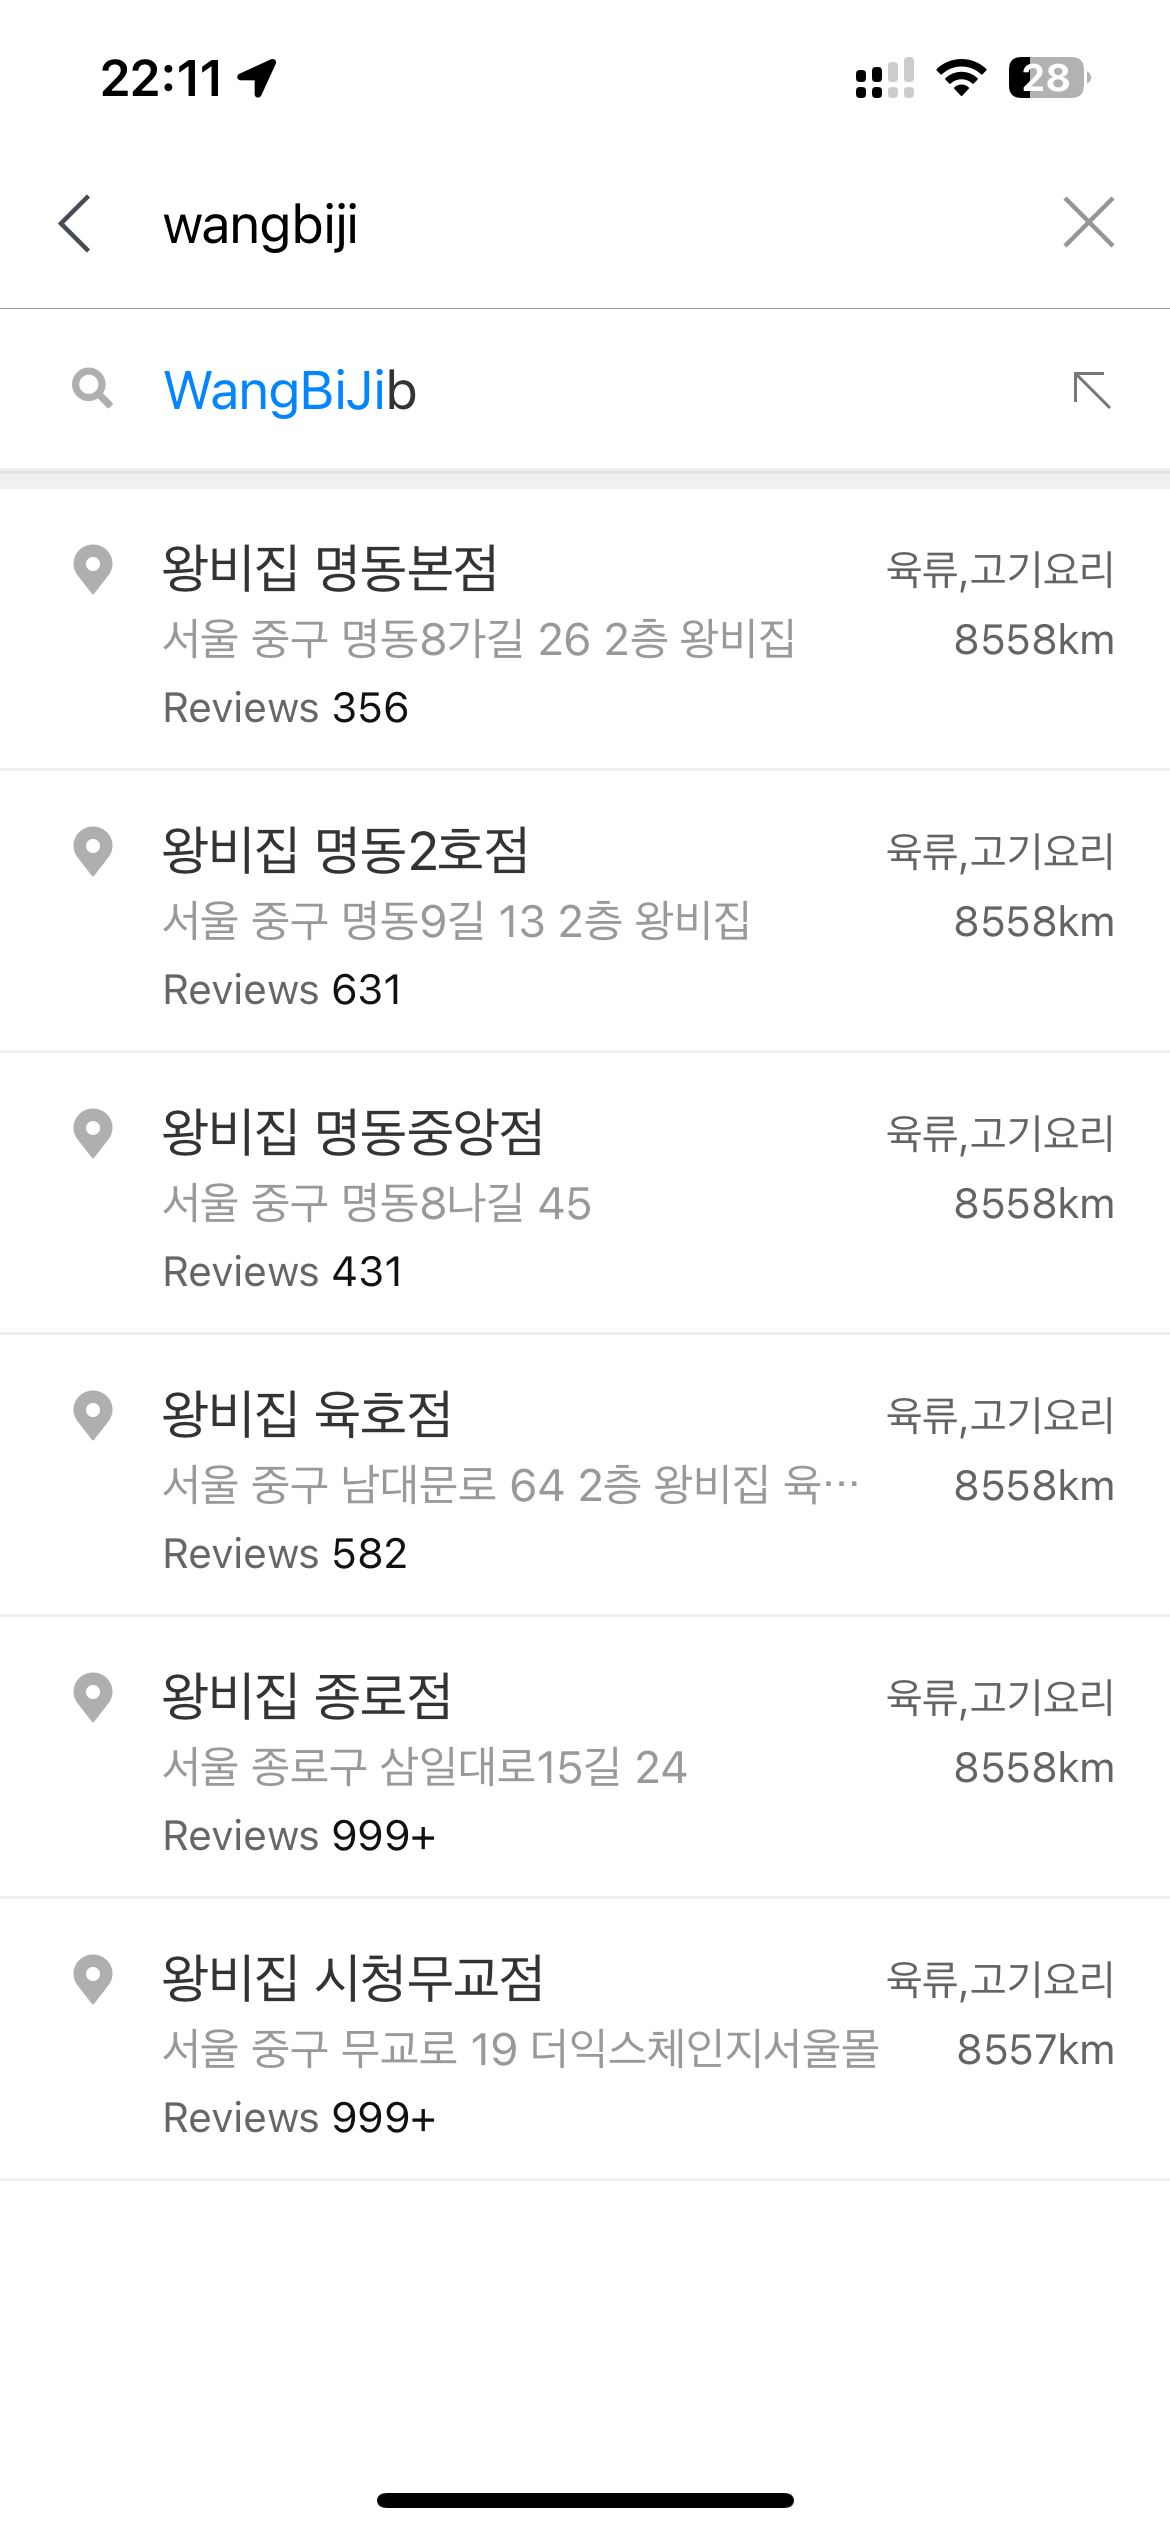 22:11
28
wangbiji
WangBiJib
왕비집 명동본점 육류,고기요리
서울 중구 명동8가길 26 2층 왕비집 8558km
Reviews 356
왕비집 명동2호점 육류,고기요리
서울 중구 명동9길 13 2층 왕비집 8558km
Reviews 631
왕비집 명동중앙점 육류,고기요리
서울 중구 명동8나길 45 8558km
Reviews 431
왕비집 육호점 육류,고기요리
서울 중구 남대문로 64 2층 왕비집 육… 8558km
Reviews 582
왕비집 종로점 육류,고기요리
서울 종로구 삼일대로15길 24 8558km
Reviews 999+
왕비집 시청무교점 육류,고기요리
서울 중구 무교로 19 더익스체인지서울몰 8557km
Reviews 999+